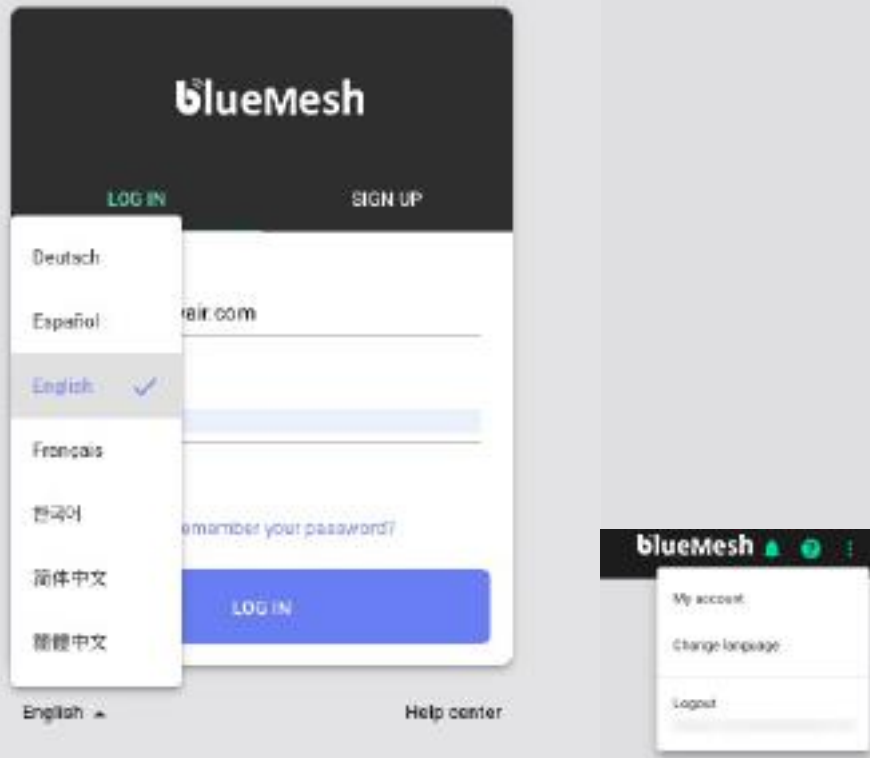 blueMesh
LOG IN
SIGN UP
Deutsch
Español
English
Français
한국어
简体中文
簡體中文
air.com
emember your password?
LOG IN
English
Help center
blueMesh
My account
Change language
Logout